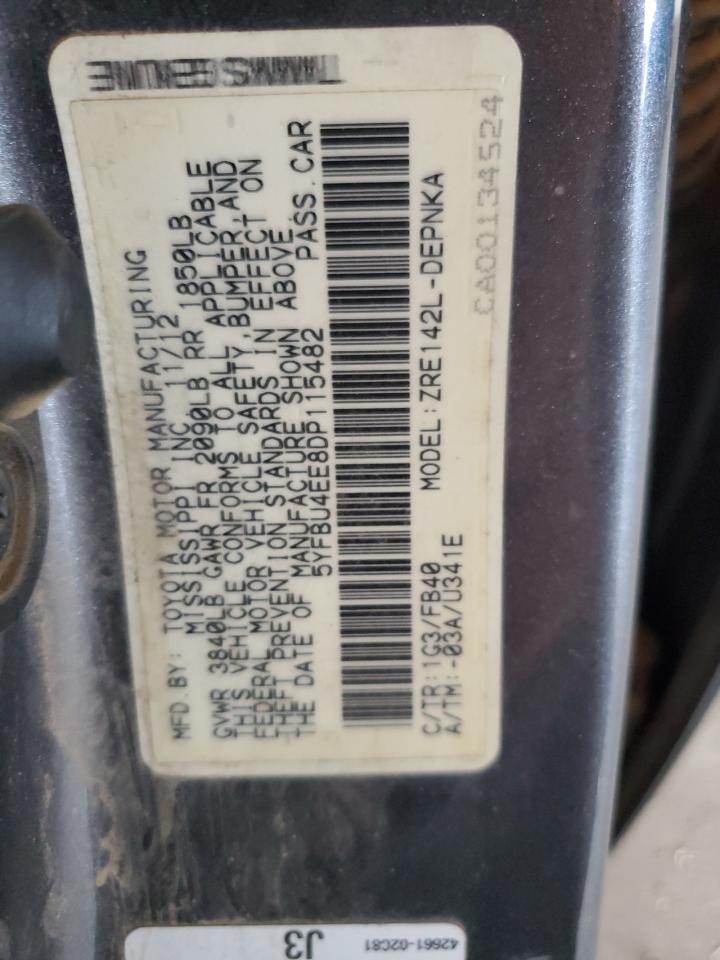 MFD.BY: TOYOTA MOTOR MANUFACTURING
MISSISSIPPI INC 11/12
GVWR 3840LB GAWR FR 2090LB RR 1850LB
THIS VEHICLE CONFORMS TO ALL APPLICABLE
FEDERAL MOTOR VEHICLE SAFETY, BUMPER, AND
THEFT PREVENTION STANDARDS IN EFFECT ON
THE DATE OF MANUFACTURE SHOWN ABOVE.
5YFBU4EE8DP115482 PASS.CAR
C/TR:1G3/FB40 MODEL:ZRE142L-DEPNKA
A/TM:-03A/U341E
CA00134524
GENUINE
J3
42661-02C81